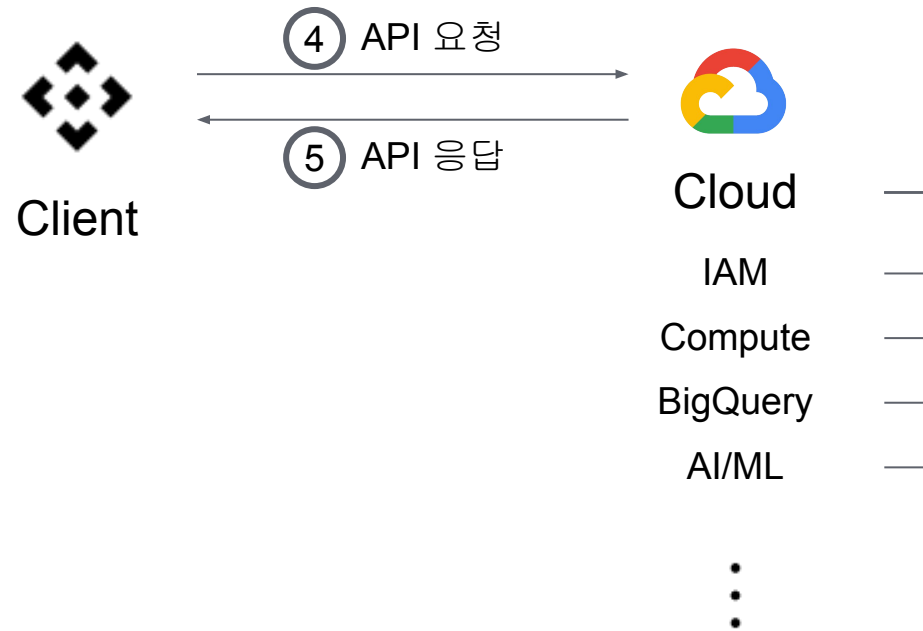 4 API 요청
5 API 응답
Client
Cloud
IAM
Compute
BigQuery
AI/ML